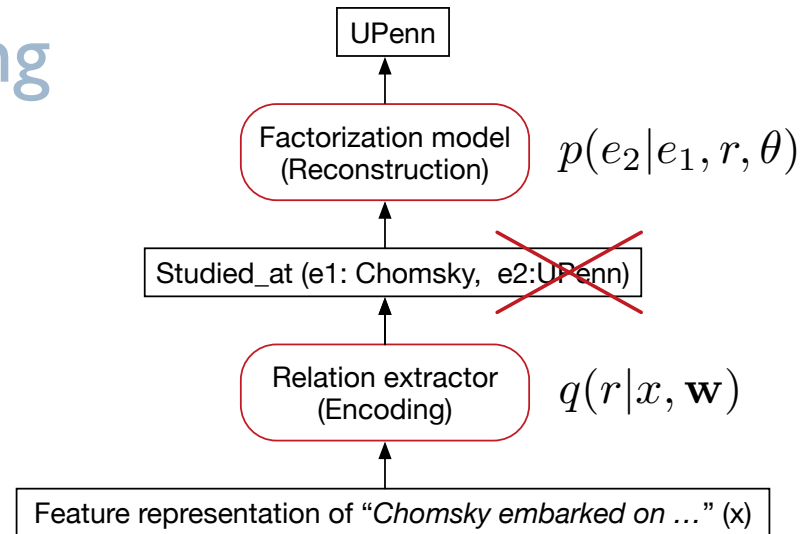 ng
UPenn
Factorization model
(Reconstruction)
p(e₂|e₁, r, θ)
Studied_at (e1: Chomsky, e2:UPenn)
Relation extractor
(Encoding)
q(r|x, w)
Feature representation of “Chomsky embarked on …” (x)